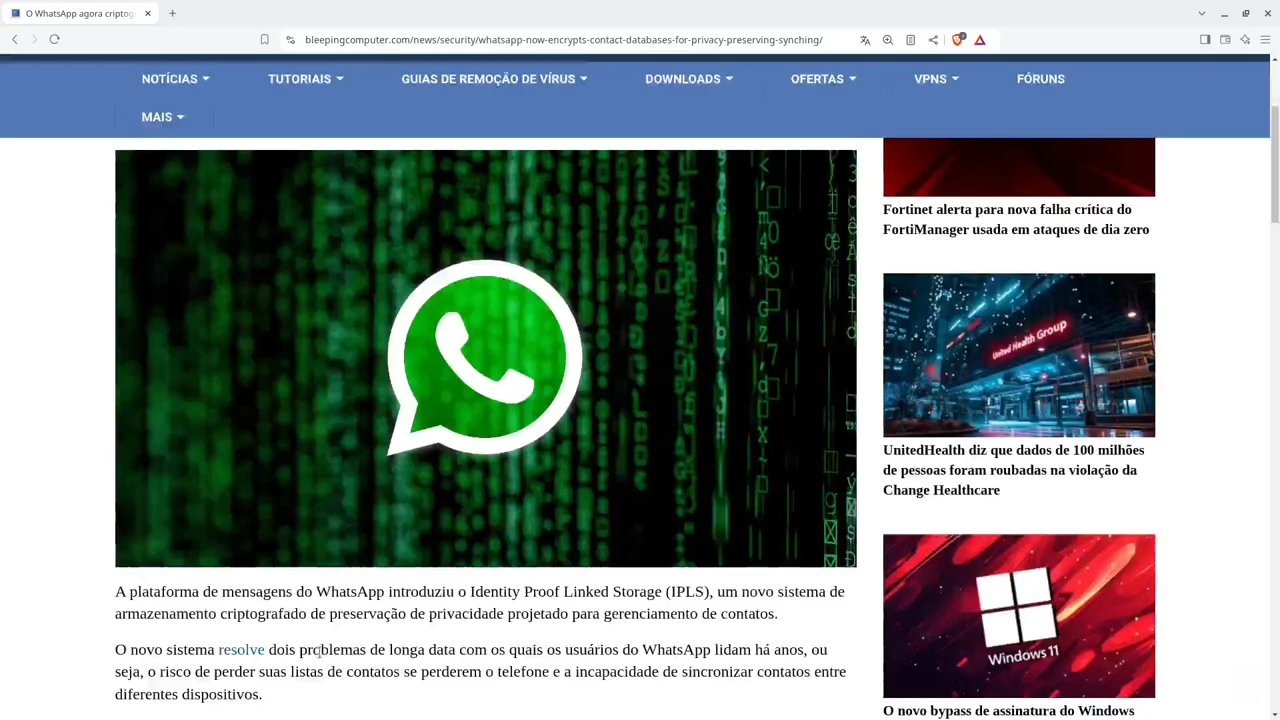 O WhatsApp agora criptog
bleepingcomputer.com/news/security/whatsapp-now-encrypts-contact-databases-for-privacy-preserving-synching/
NOTÍCIAS
TUTORIAIS
GUIAS DE REMOÇÃO DE VÍRUS
DOWNLOADS
OFERTAS
VPNS
FÓRUNS
MAIS
A plataforma de mensagens do WhatsApp introduziu o Identity Proof Linked Storage (IPLS), um novo sistema de
armazenamento criptografado de preservação de privacidade projetado para gerenciamento de contatos.
O novo sistema resolve dois problemas de longa data com os quais os usuários do WhatsApp lidam há anos, ou
seja, o risco de perder suas listas de contatos se perderem o telefone e a incapacidade de sincronizar contatos entre
diferentes dispositivos.
Fortinet alerta para nova falha crítica do
FortiManager usada em ataques de dia zero
United Health Group
UnitedHealth diz que dados de 100 milhões
de pessoas foram roubadas na violação da
Change Healthcare
Windows 11
O novo bypass de assinatura do Windows